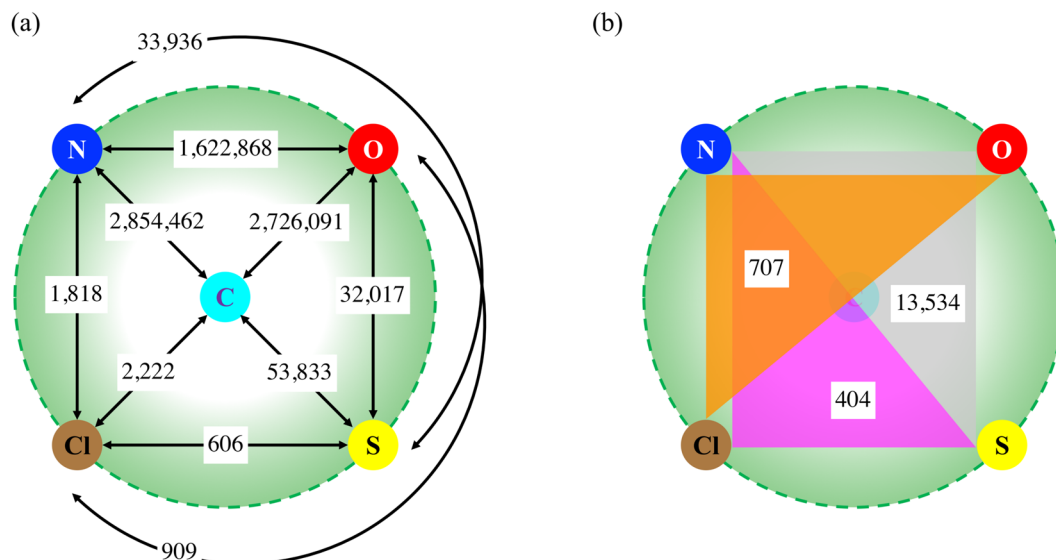 (a)
33,936
N
1,622,868
O
2,854,462
2,726,091
1,818
C
32,017
2,222
53,833
Cl
606
S
909
(b)
N
O
707
C
13,534
404
Cl
S